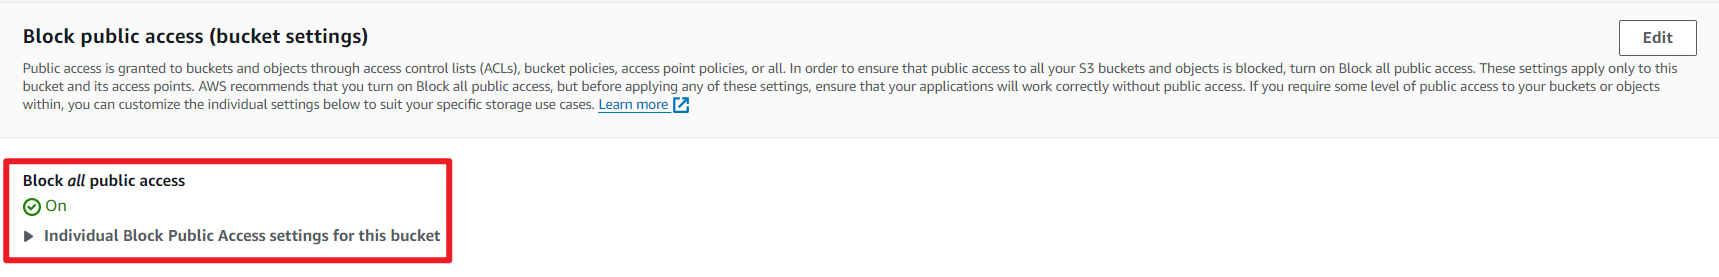 Block public access (bucket settings)
Edit
Public access is granted to buckets and objects through access control lists (ACLs), bucket policies, access point policies, or all. In order to ensure that public access to all your S3 buckets and objects is blocked, turn on Block all public access. These settings apply only to this
bucket and its access points. AWS recommends that you turn on Block all public access, but before applying any of these settings, ensure that your applications will work correctly without public access. If you require some level of public access to your buckets or objects
within, you can customize the individual settings below to suit your specific storage use cases. Learn more
Block all public access
On
Individual Block Public Access settings for this bucket